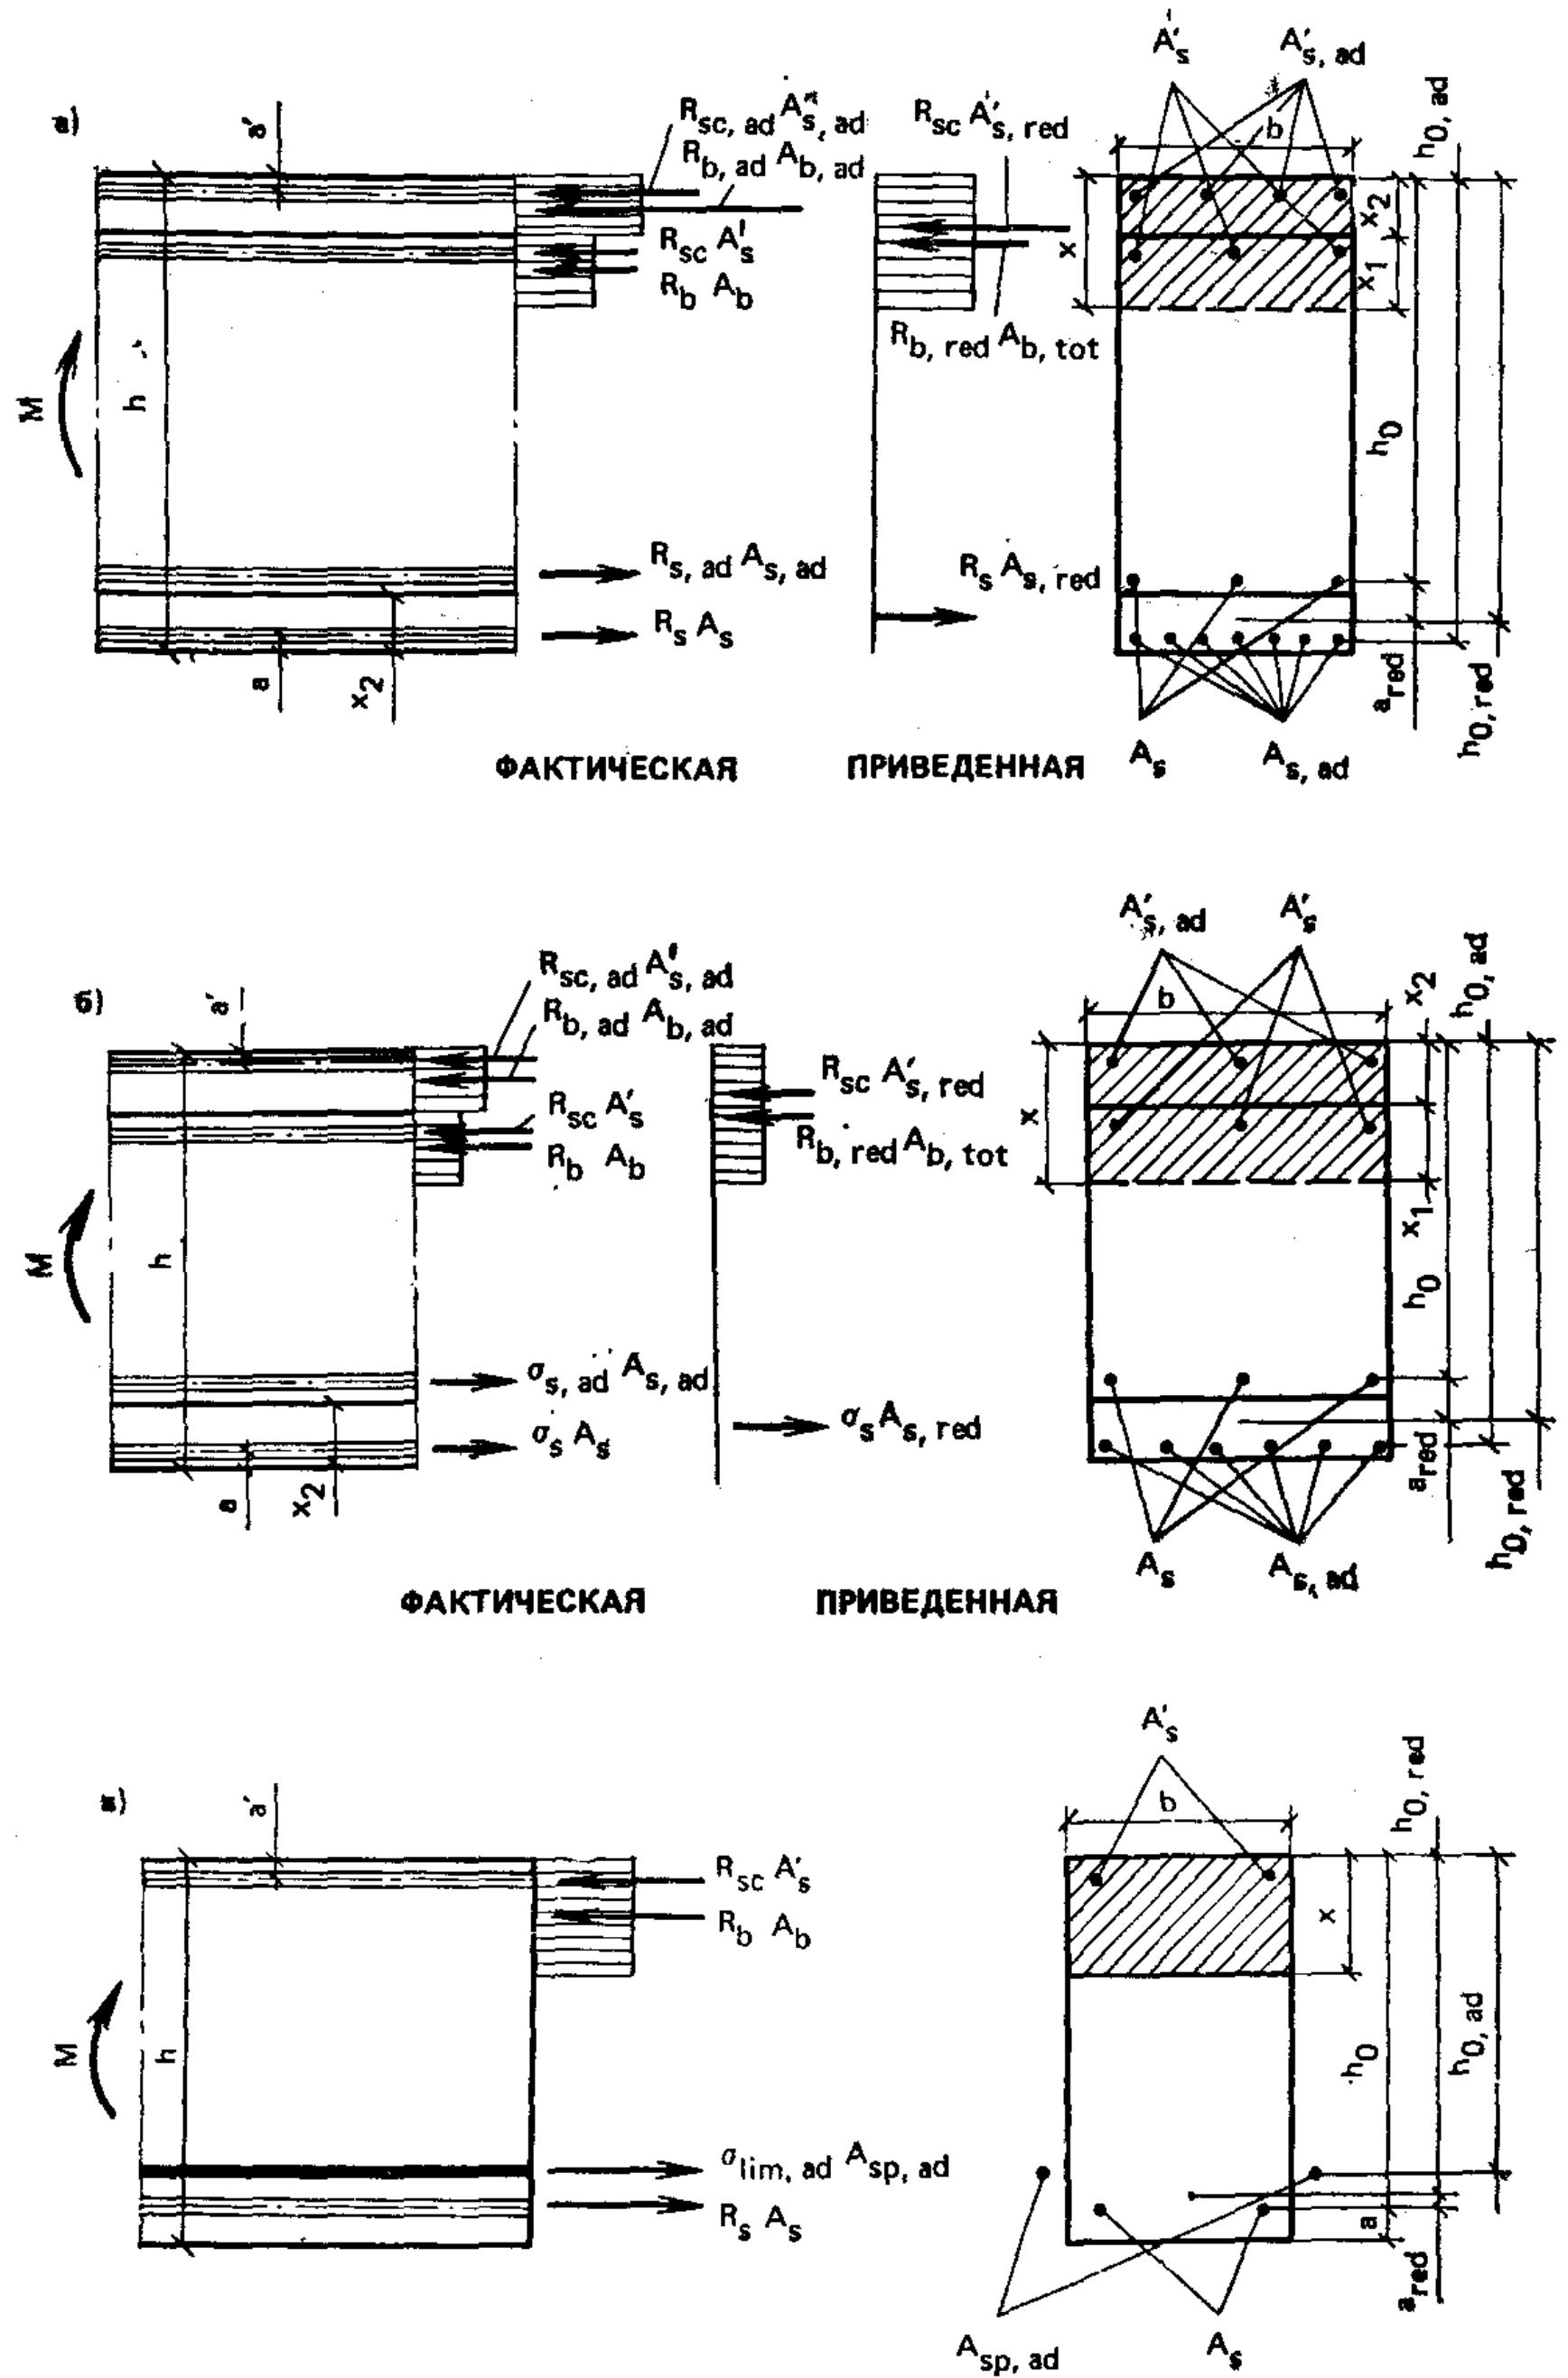 а)
a'
R_sc, ad A'_s, ad
R_b, ad A_b, ad
R_sc A'_s
R_b A_b
R_sc A'_s, red
R_b, red A_b, tot
A'_s
A'_s, ad
b
h_0, ad
x
x_2
x_1
h_0
M
h
R_s, ad A_s, ad
R_s A_s
R_s A_s, red
a
x_2
a_red
h_0, red
A_s
A_s, ad
ФАКТИЧЕСКАЯ
ПРИВЕДЕННАЯ
б)
a'
R_sc, ad A'_s, ad
R_b, ad A_b, ad
R_sc A'_s
R_b A_b
R_sc A'_s, red
R_b, red A_b, tot
A'_s, ad
A'_s
b
x_2
h_0, ad
x
x_1
h_0
M
h
σ_s, ad A_s, ad
σ_s A_s
σ_s A_s, red
a
x_2
a_red
h_0, red
A_s
A_s, ad
ФАКТИЧЕСКАЯ
ПРИВЕДЕННАЯ
в)
a'
R_sc A'_s
R_b A_b
A'_s
b
h_0, red
x
h_0
h_0, ad
M
h
σ_lim, ad A_sp, ad
R_s A_s
a
a_red
A_sp, ad
A_s